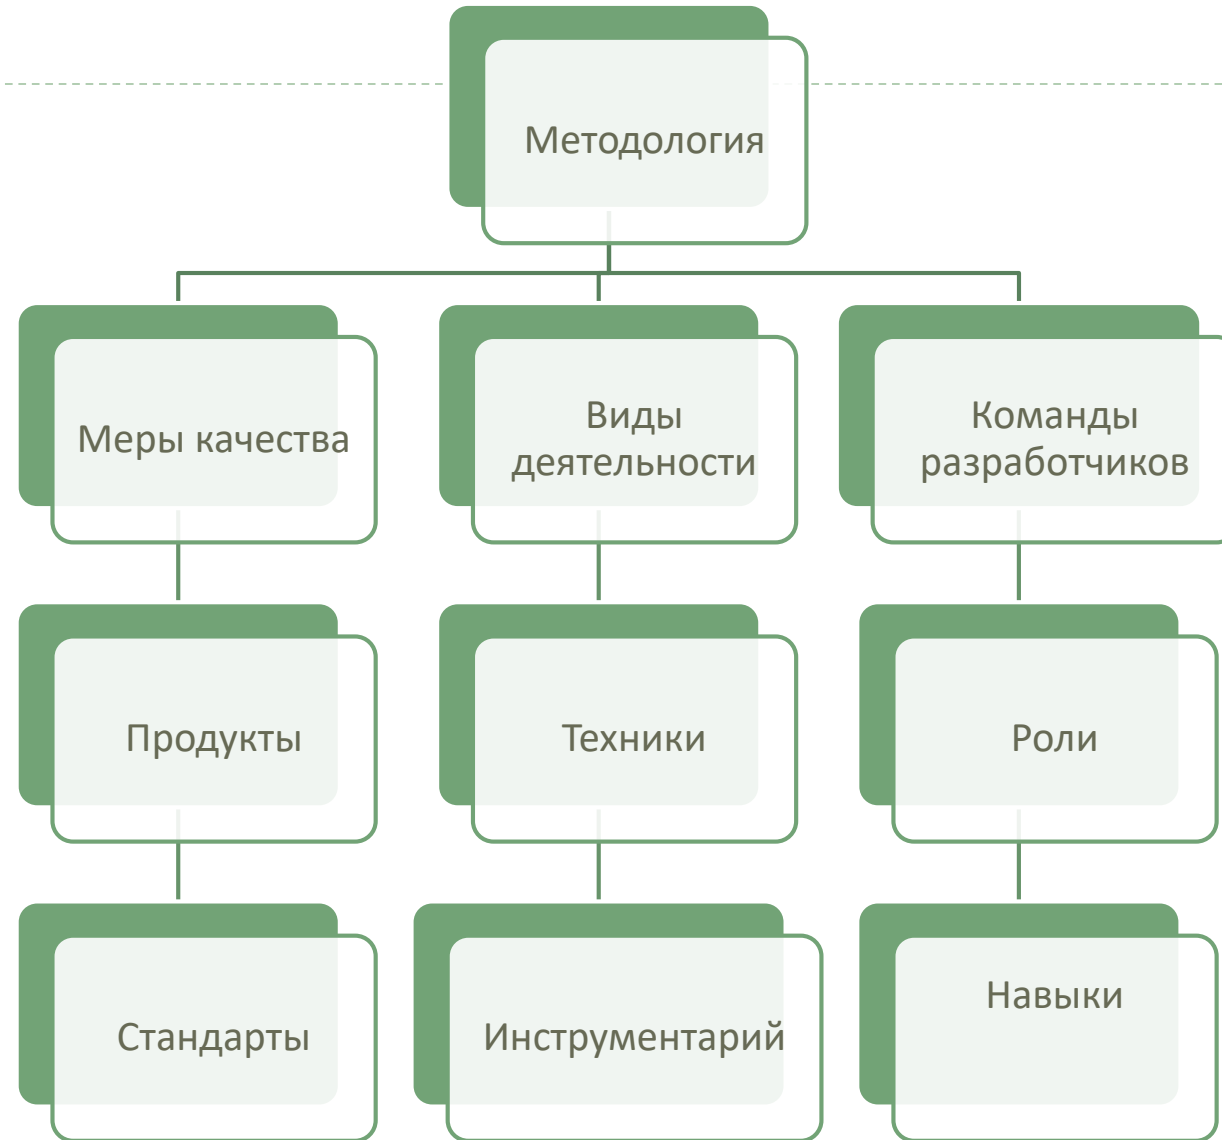 Методология
Меры качества
Виды
деятельности
Команды
разработчиков
Продукты
Техники
Роли
Стандарты
Инструментарий
Навыки